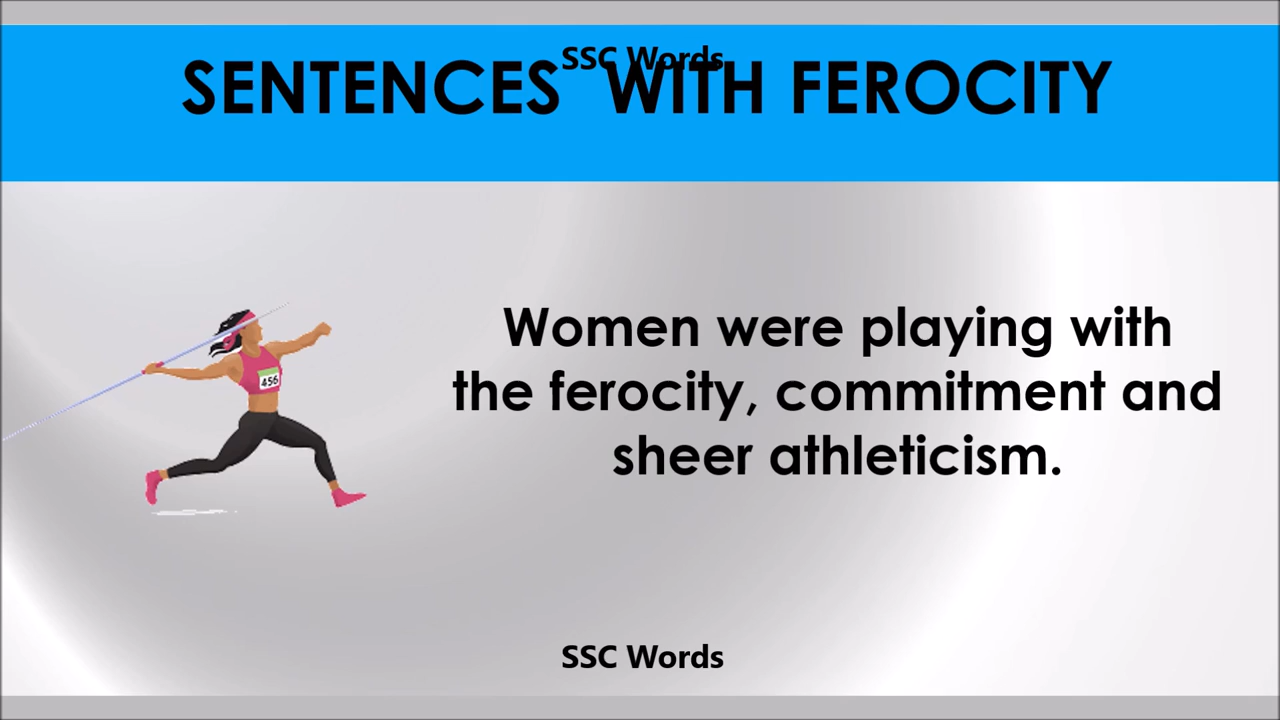 SSC Words
SENTENCES WITH FEROCITY
Women were playing with
the ferocity, commitment and
sheer athleticism.
456
SSC Words